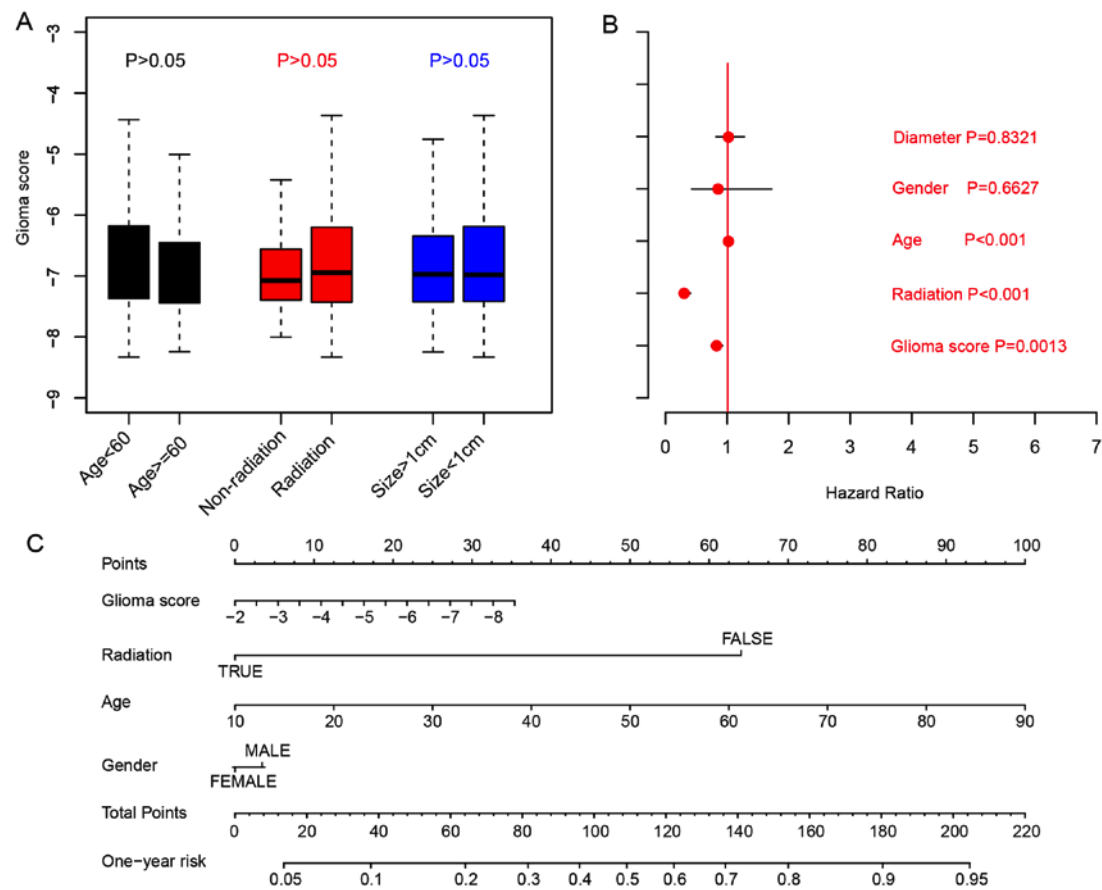 A
Gioma score
-3
-4
-5
-6
-7
-8
-9
P>0.05 P>0.05 P>0.05
Age<60
Age>=60
Non-radiation
Radiation
Size>1cm
Size<1cm
B
Diameter P=0.8321
Gender P=0.6627
Age P<0.001
Radiation P<0.001
Glioma score P=0.0013
0 1 2 3 4 5 6 7
Hazard Ratio
C
Points 0 10 20 30 40 50 60 70 80 90 100
Glioma score -2 -3 -4 -5 -6 -7 -8
Radiation TRUE FALSE
Age 10 20 30 40 50 60 70 80 90
Gender FEMALE MALE
Total Points 0 20 40 60 80 100 120 140 160 180 200 220
One-year risk 0.05 0.1 0.2 0.3 0.4 0.5 0.6 0.7 0.8 0.9 0.95